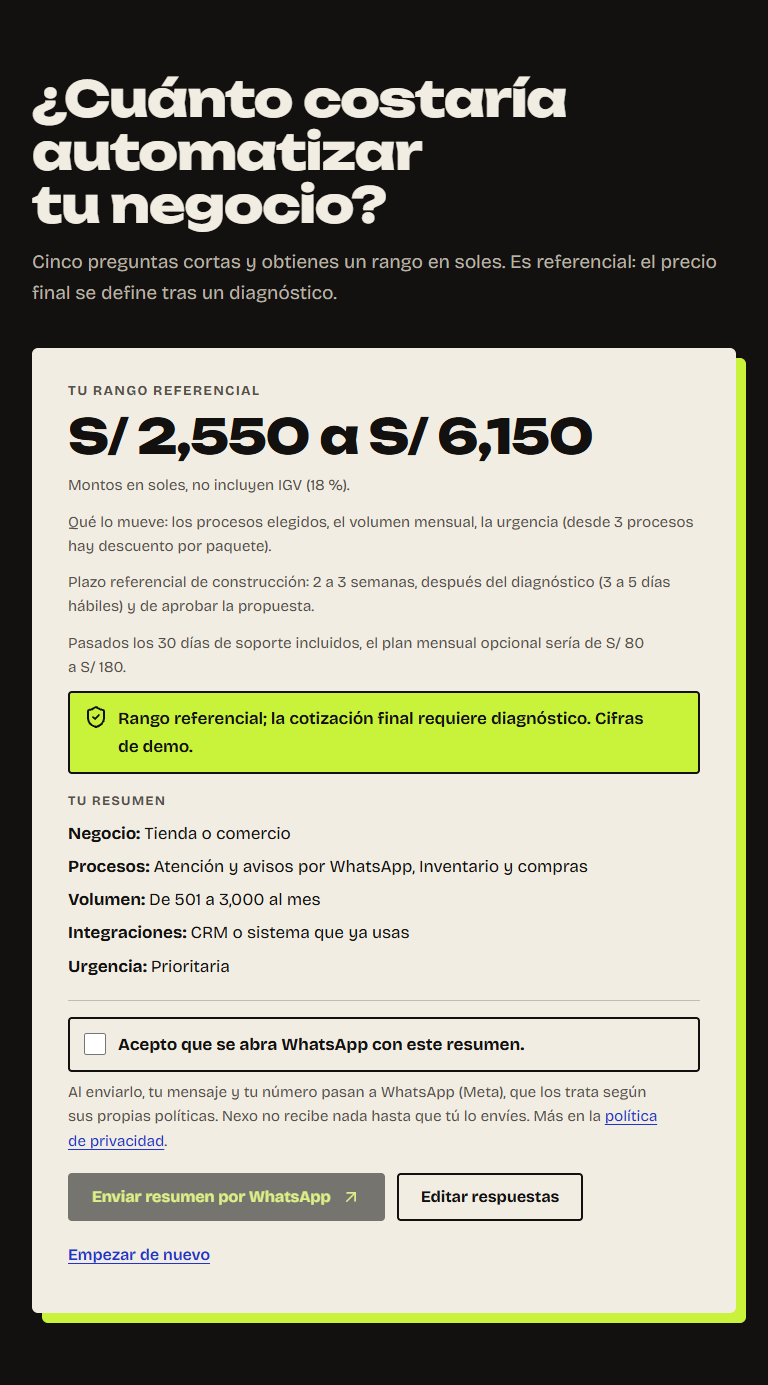 ¿Cuánto costaría
automatizar
tu negocio?
Cinco preguntas cortas y obtienes un rango en soles. Es referencial: el precio
final se define tras un diagnóstico.
TU RANGO REFERENCIAL
S/ 2,550 a S/ 6,150
Montos en soles, no incluyen IGV (18 %).
Qué lo mueve: los procesos elegidos, el volumen mensual, la urgencia (desde 3 procesos
hay descuento por paquete).
Plazo referencial de construcción: 2 a 3 semanas, después del diagnóstico (3 a 5 días
hábiles) y de aprobar la propuesta.
Pasados los 30 días de soporte incluidos, el plan mensual opcional sería de S/ 80
a S/ 180.
Rango referencial; la cotización final requiere diagnóstico. Cifras
de demo.
TU RESUMEN
Negocio: Tienda o comercio
Procesos: Atención y avisos por WhatsApp, Inventario y compras
Volumen: De 501 a 3,000 al mes
Integraciones: CRM o sistema que ya usas
Urgencia: Prioritaria
Acepto que se abra WhatsApp con este resumen.
Al enviarlo, tu mensaje y tu número pasan a WhatsApp (Meta), que los trata según
sus propias políticas. Nexo no recibe nada hasta que tú lo envíes. Más en la política
de privacidad.
Enviar resumen por WhatsApp
Editar respuestas
Empezar de nuevo